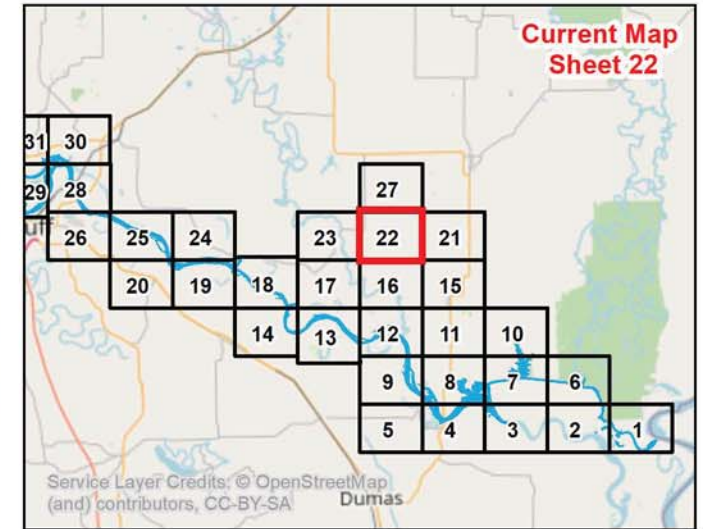 Current Map
Sheet 22
31 30
27
29 28
uff
26 25 24 23 22 21
20 19 18 17 16 15
14 13 12 11 10
9 8 7 6
5 4 3 2 1
Service Layer Credits: © OpenStreetMap
(and) contributors, CC-BY-SA
Dumas